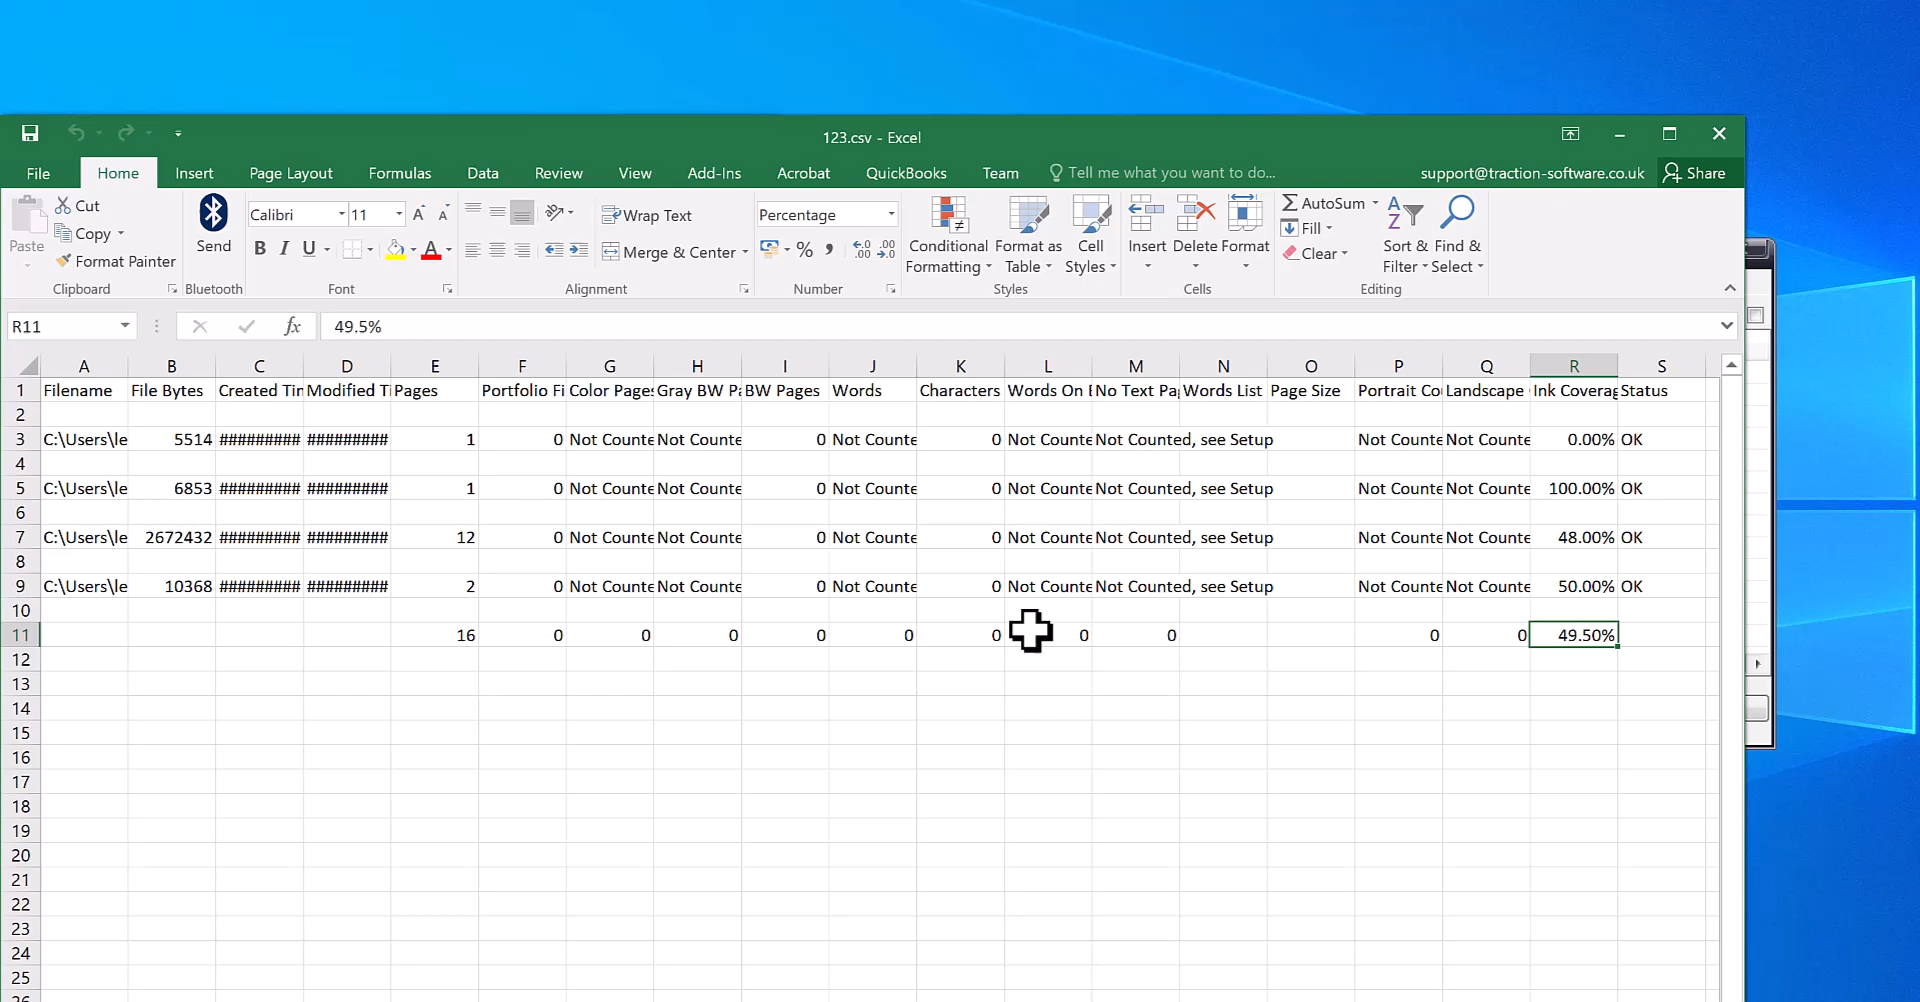 123.csv - Excel
File Home Insert Page Layout Formulas Data Review View Add-Ins Acrobat QuickBooks Team Tell me what you want to do... support@traction-software.co.uk Share
Paste Cut Copy Format Painter
Clipboard
Send
Bluetooth
Calibri 11 A A
B I U A
Font
Wrap Text
Merge & Center
Alignment
Percentage
% , .00 .00
Number
Conditional Formatting Format as Table Cell Styles
Styles
Insert Delete Format
Cells
AutoSum
Fill
Clear
Sort & Filter Find & Select
Editing
R11 fx 49.5%
A B C D E F G H I J K L M N O P Q R S
1 Filename File Bytes Created Tin Modified Ti Pages Portfolio Fi Color Pages Gray BW Pa BW Pages Words Characters Words On No Text Pag Words List Page Size Portrait Co Landscape Ink Coverag Status
2
3 C:\Users\le 5514 ######### ######### 1 0 Not Counte Not Counte 0 Not Counte 0 Not Counte Not Counted, see Setup Not Counte Not Counte 0.00% OK
4
5 C:\Users\le 6853 ######### ######### 1 0 Not Counte Not Counte 0 Not Counte 0 Not Counte Not Counted, see Setup Not Counte Not Counte 100.00% OK
6
7 C:\Users\le 2672432 ######### ######### 12 0 Not Counte Not Counte 0 Not Counte 0 Not Counte Not Counted, see Setup Not Counte Not Counte 48.00% OK
8
9 C:\Users\le 10368 ######### ######### 2 0 Not Counte Not Counte 0 Not Counte 0 Not Counte Not Counted, see Setup Not Counte Not Counte 50.00% OK
10
11 16 0 0 0 0 0 0 0 0 0 0 49.50%
12
13
14
15
16
17
18
19
20
21
22
23
24
25